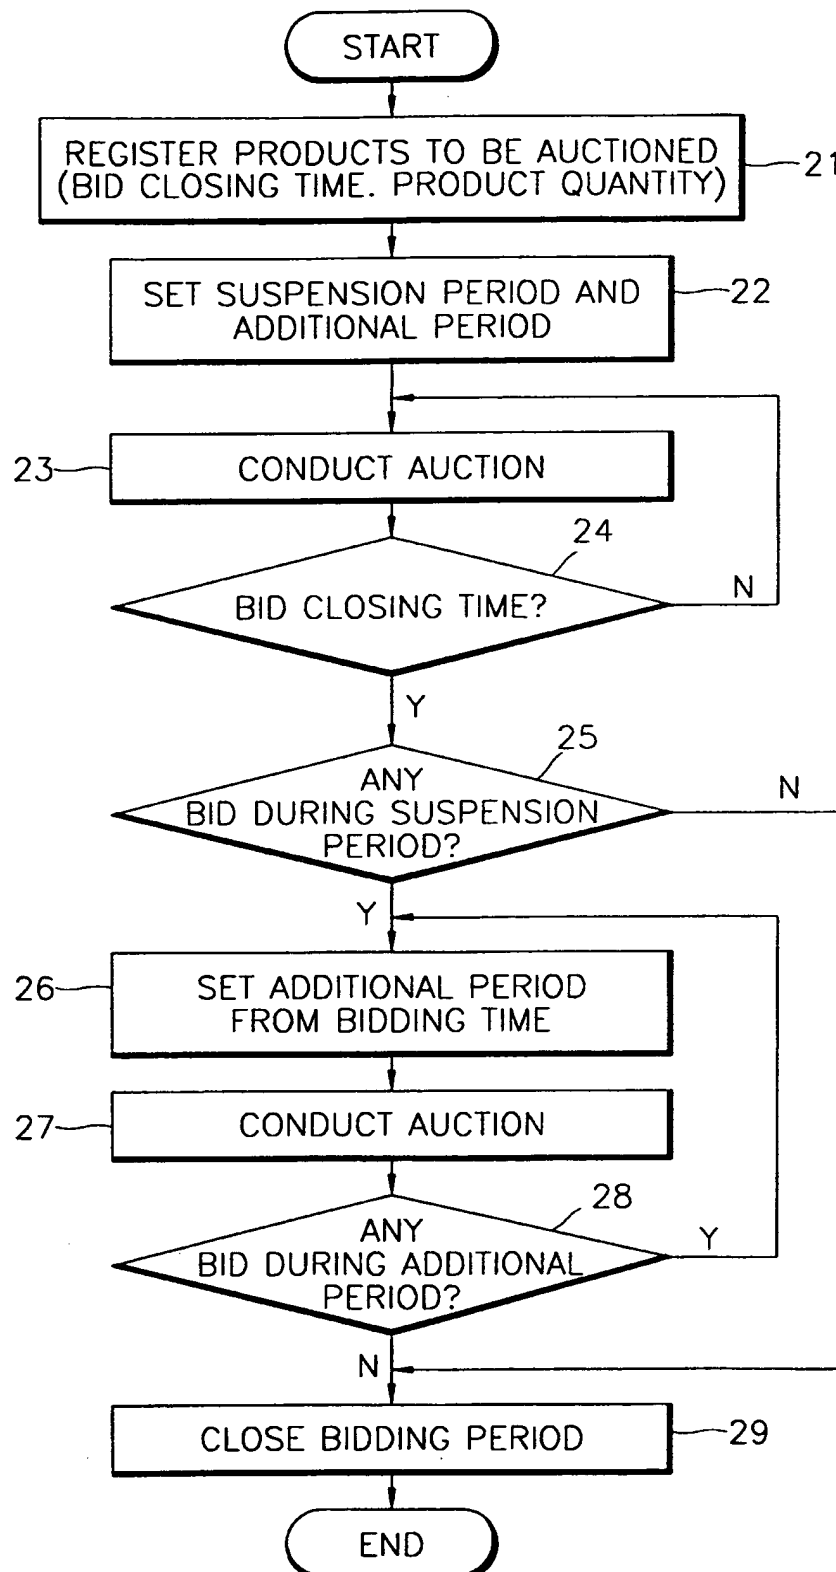 START
REGISTER PRODUCTS TO BE AUCTIONED
(BID CLOSING TIME. PRODUCT QUANTITY)
21
SET SUSPENSION PERIOD AND
ADDITIONAL PERIOD
22
23
CONDUCT AUCTION
24
BID CLOSING TIME?
N
Y
25
ANY
BID DURING SUSPENSION
PERIOD?
N
Y
26
SET ADDITIONAL PERIOD
FROM BIDDING TIME
27
CONDUCT AUCTION
28
ANY
BID DURING ADDITIONAL
PERIOD?
Y
N
CLOSE BIDDING PERIOD
29
END